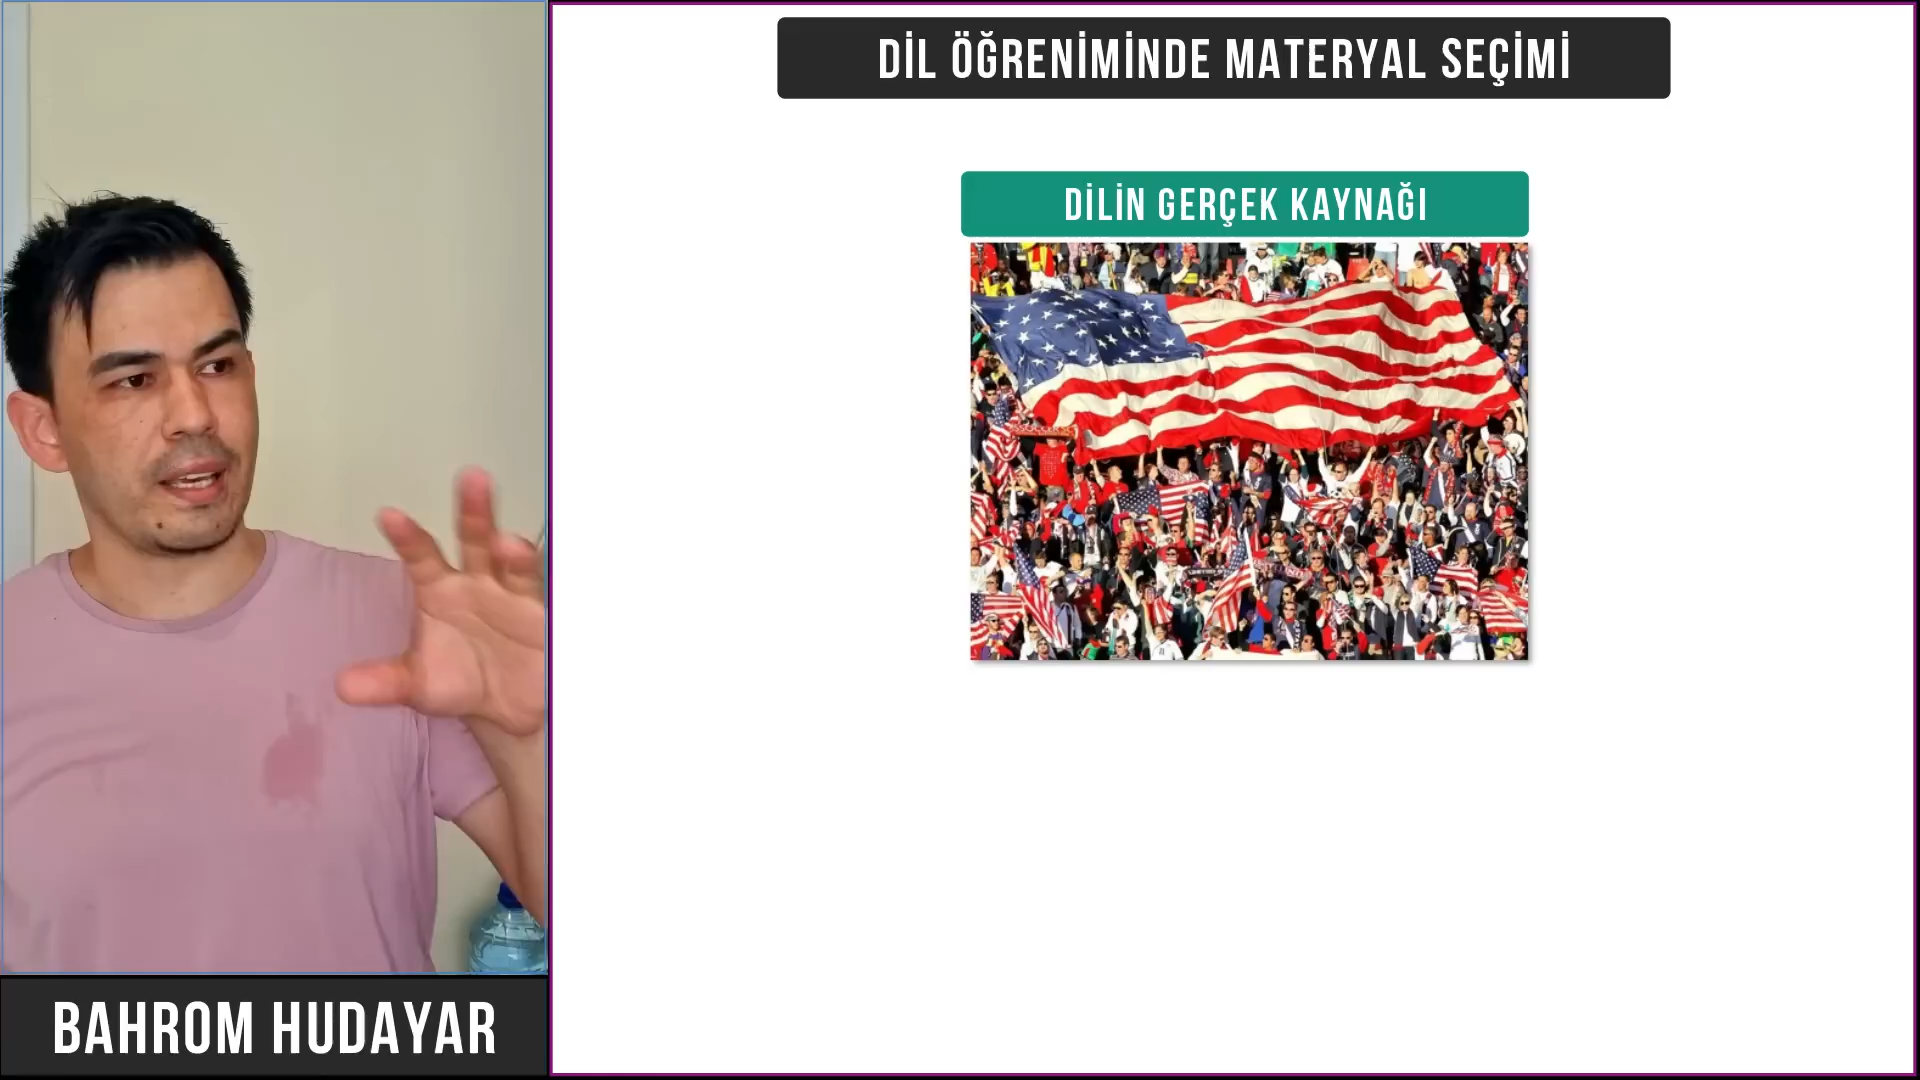 DİL ÖĞRENİMİNDE MATERYAL SEÇİMİ
DİLİN GERÇEK KAYNAĞI
BAHROM HUDAYAR